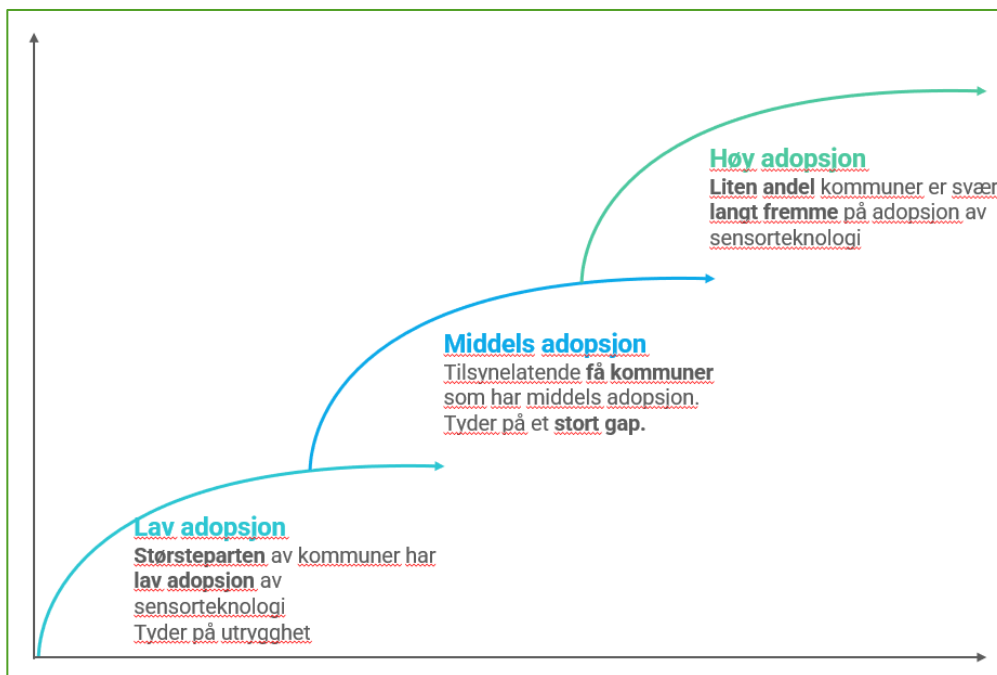 Høy adopsjon
Liten andel kommuner er svær
langt fremme på adopsjon av
sensorteknologi
Middels adopsjon
Tilsynelatende få kommuner
som har middels adopsjon.
Tyder på et stort gap.
Lav adopsjon
Størsteparten av kommuner har
lav adopsjon av
sensorteknologi
Tyder på utrygghet